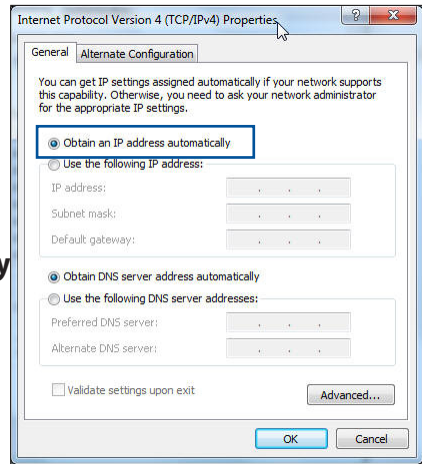 Internet Protocol Version 4 (TCP/IPv4) Properties
General Alternate Configuration
You can get IP settings assigned automatically if your network supports
this capability. Otherwise, you need to ask your network administrator
for the appropriate IP settings.
Obtain an IP address automatically
Use the following IP address:
IP address:
Subnet mask:
Default gateway:
y
Obtain DNS server address automatically
Use the following DNS server addresses:
Preferred DNS server:
Alternate DNS server:
Validate settings upon exit
Advanced...
OK Cancel